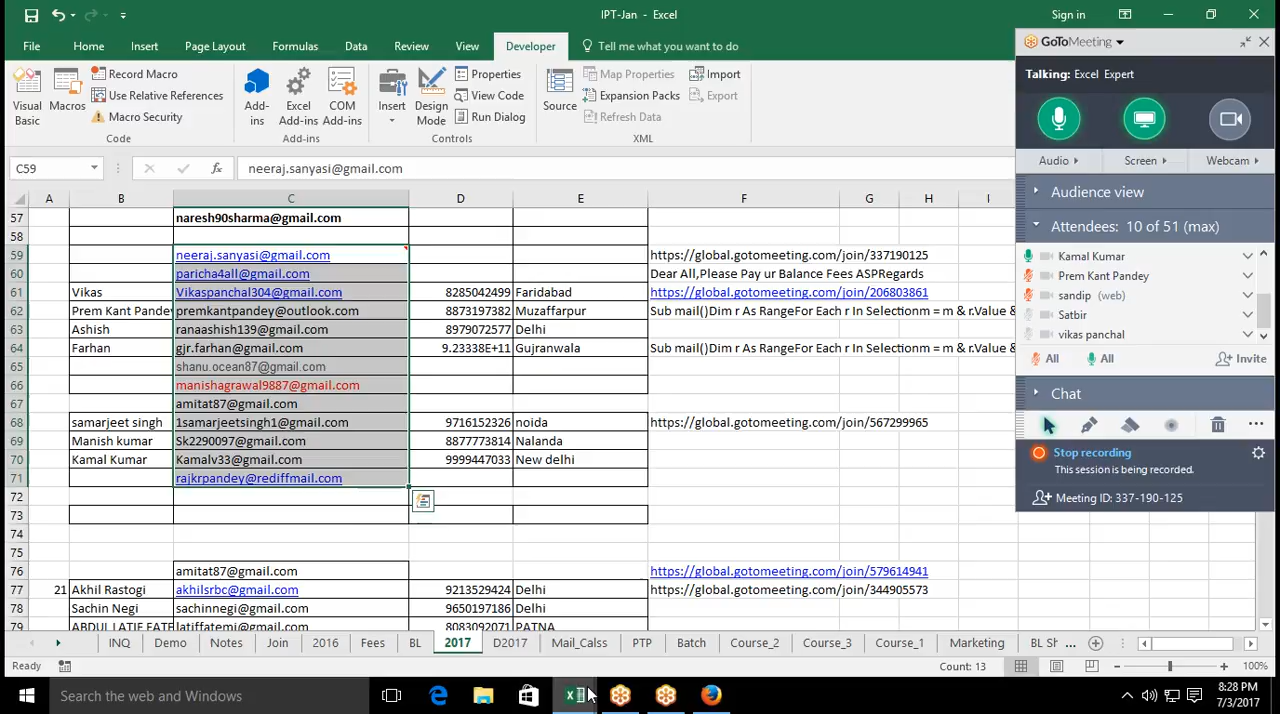 IPT-Jan - Excel
Sign in
File Home Insert Page Layout Formulas Data Review View Developer Tell me what you want to do
Visual Basic
Macros
Record Macro
Use Relative References
Macro Security
Code
Add-ins
Excel Add-ins
COM Add-ins
Add-ins
Insert
Design Mode
Properties
View Code
Run Dialog
Controls
Source
Map Properties
Expansion Packs
Refresh Data
Import
Export
XML
C59 fx neeraj.sanyasi@gmail.com
A B C D E F G H I
57 naresh90sharma@gmail.com
58
59 neeraj.sanyasi@gmail.com https://global.gotomeeting.com/join/337190125
60 paricha4all@gmail.com Dear All,Please Pay ur Balance Fees ASPRegards
61 Vikas Vikaspanchal304@gmail.com 8285042499 Faridabad https://global.gotomeeting.com/join/206803861
62 Prem Kant Pandey premkantpandey@outlook.com 8873197382 Muzaffarpur Sub mail()Dim r As RangeFor Each r In Selectionm = m & r.Value &
63 Ashish ranaashish139@gmail.com 8979072577 Delhi
64 Farhan gjr.farhan@gmail.com 9.23338E+11 Gujranwala Sub mail()Dim r As RangeFor Each r In Selectionm = m & r.Value &
65 shanu.ocean87@gmail.com
66 manishagrawal9887@gmail.com
67 amitat87@gmail.com
68 samarjeet singh 1samarjeetsingh1@gmail.com 9716152326 noida https://global.gotomeeting.com/join/567299965
69 Manish kumar Sk2290097@gmail.com 8877773814 Nalanda
70 Kamal Kumar Kamalv33@gmail.com 9999447033 New delhi
71 rajkrpandey@rediffmail.com
72
73
74
75
76 amitat87@gmail.com https://global.gotomeeting.com/join/579614941
77 21 Akhil Rastogi akhilsrbc@gmail.com 9213529424 Delhi https://global.gotomeeting.com/join/344905573
78 Sachin Negi sachinnegi@gmail.com 9650197186 Delhi
79 ABDUL LATIF FATE latiffatemi@gmail.com 8083092071 PATNA
INQ Demo Notes Join 2016 Fees BL 2017 D2017 Mail_Calss PTP Batch Course_2 Course_3 Course_1 Marketing BL Sh ...
Ready Count: 13 100%
Search the web and Windows
8:28 PM
7/3/2017
GoToMeeting
Talking: Excel Expert
Audio Screen Webcam
Audience view
Attendees: 10 of 51 (max)
Kamal Kumar
Prem Kant Pandey
sandip (web)
Satbir
vikas panchal
All All Invite
Chat
Stop recording
This session is being recorded.
Meeting ID: 337-190-125